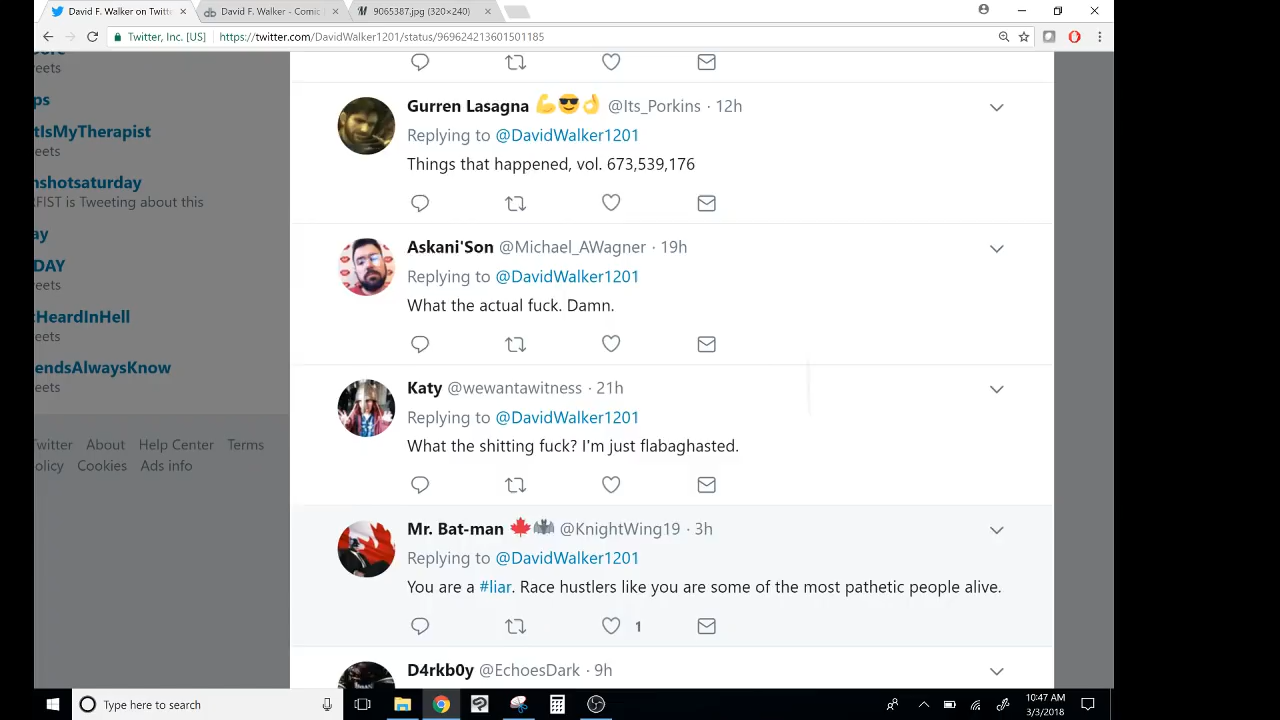 David F. Walker on Twitte
David F. Walker - Comic
9065387.jpg (320×240)
Twitter, Inc. [US]
https://twitter.com/DavidWalker1201/status/969624213601501185
eets
ps
tIsMyTherapist
eets
nshotsaturday
FIST is Tweeting about this
ay
DAY
eets
tHeardInHell
eets
endsAlwaysKnow
eets
Twitter About Help Center Terms
olicy Cookies Ads info
Gurren Lasagna 💪😎👌 @Its_Porkins · 12h
Replying to @DavidWalker1201
Things that happened, vol. 673,539,176
Askani'Son @Michael_AWagner · 19h
Replying to @DavidWalker1201
What the actual fuck. Damn.
Katy @wewantawitness · 21h
Replying to @DavidWalker1201
What the shitting fuck? I'm just flabaghasted.
Mr. Bat-man 🍁🦇 @KnightWing19 · 3h
Replying to @DavidWalker1201
You are a #liar. Race hustlers like you are some of the most pathetic people alive.
1
D4rkb0y @EchoesDark · 9h
Type here to search
10:47 AM
3/3/2018